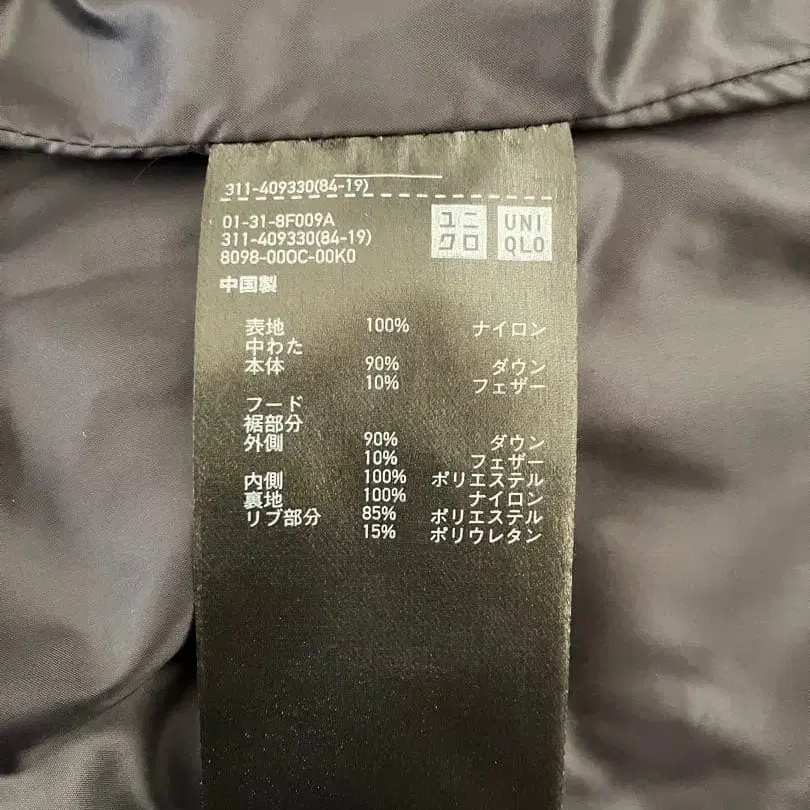 311-409330(84-19)
01-31-8F009A
311-409330(84-19)
8098-000C-00K0
ユニ
クロ
UNI
QLO
中国製
表地 100% ナイロン
中わた
本体 90% ダウン
10% フェザー
フード
裾部分
外側 90% ダウン
10% フェザー
内側 100% ポリエステル
裏地 100% ナイロン
リブ部分 85% ポリエステル
15% ポリウレタン